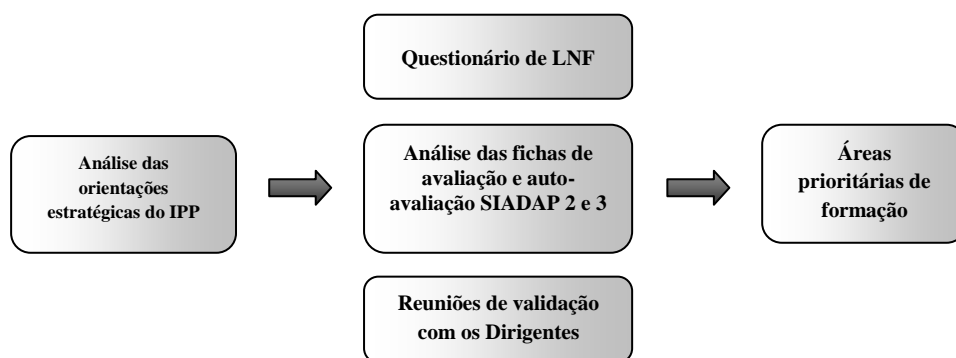 Questionário de LNF
Análise das
orientações
estratégicas do IPP
Análise das fichas de
avaliação e auto-
avaliação SIADAP 2 e 3
Áreas
prioritárias de
formação
Reuniões de validação
com os Dirigentes